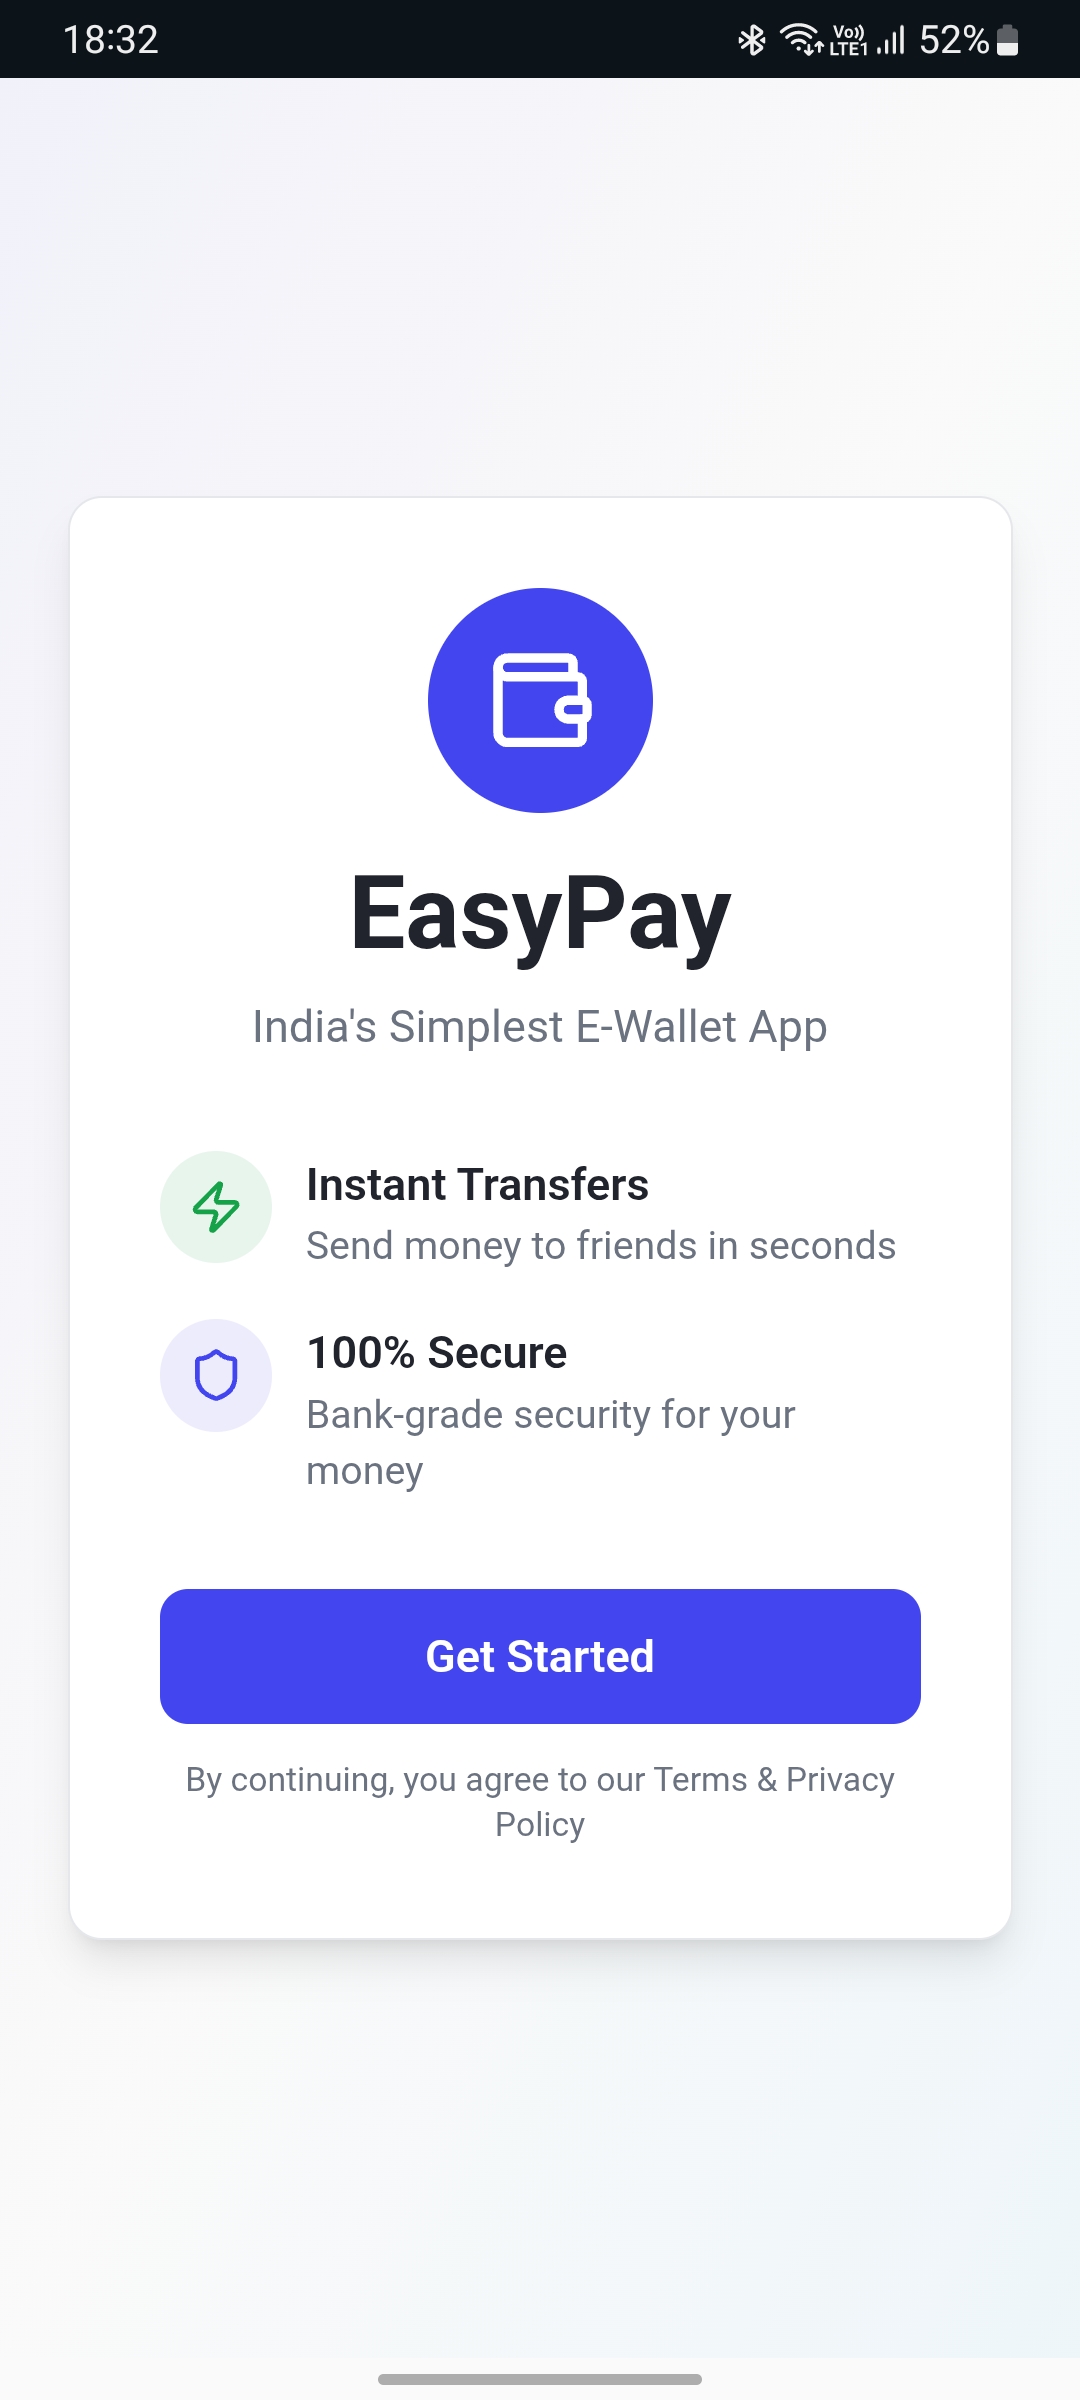 18:32
Vo)) LTE1 52%
EasyPay
India's Simplest E-Wallet App
Instant Transfers
Send money to friends in seconds
100% Secure
Bank-grade security for your
money
Get Started
By continuing, you agree to our Terms & Privacy
Policy